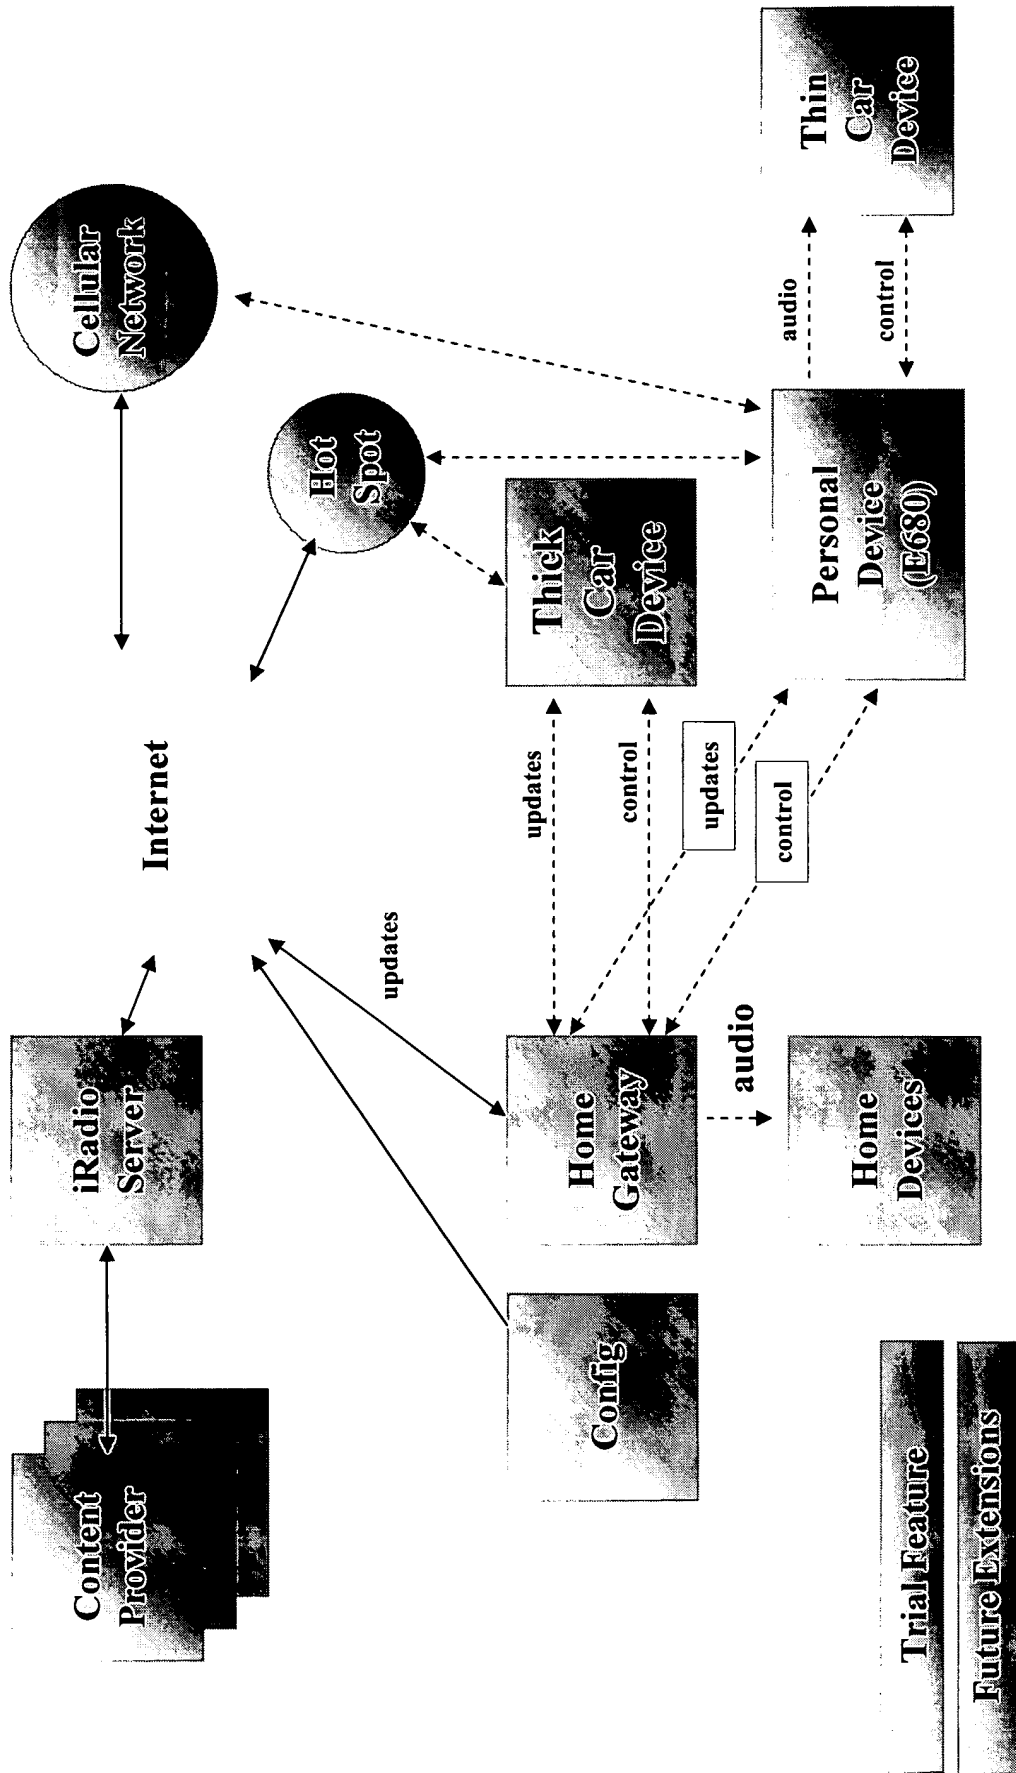 Content
Provider
iRadio
Server
Internet
Cellular
Network
Hot
Spot
updates
Config
Home
Gateway
updates
control
Thick
Car
Device
updates
control
audio
Home
Devices
Personal
Device
(E680)
audio
control
Thin
Car
Device
Trial Feature
Future Extensions